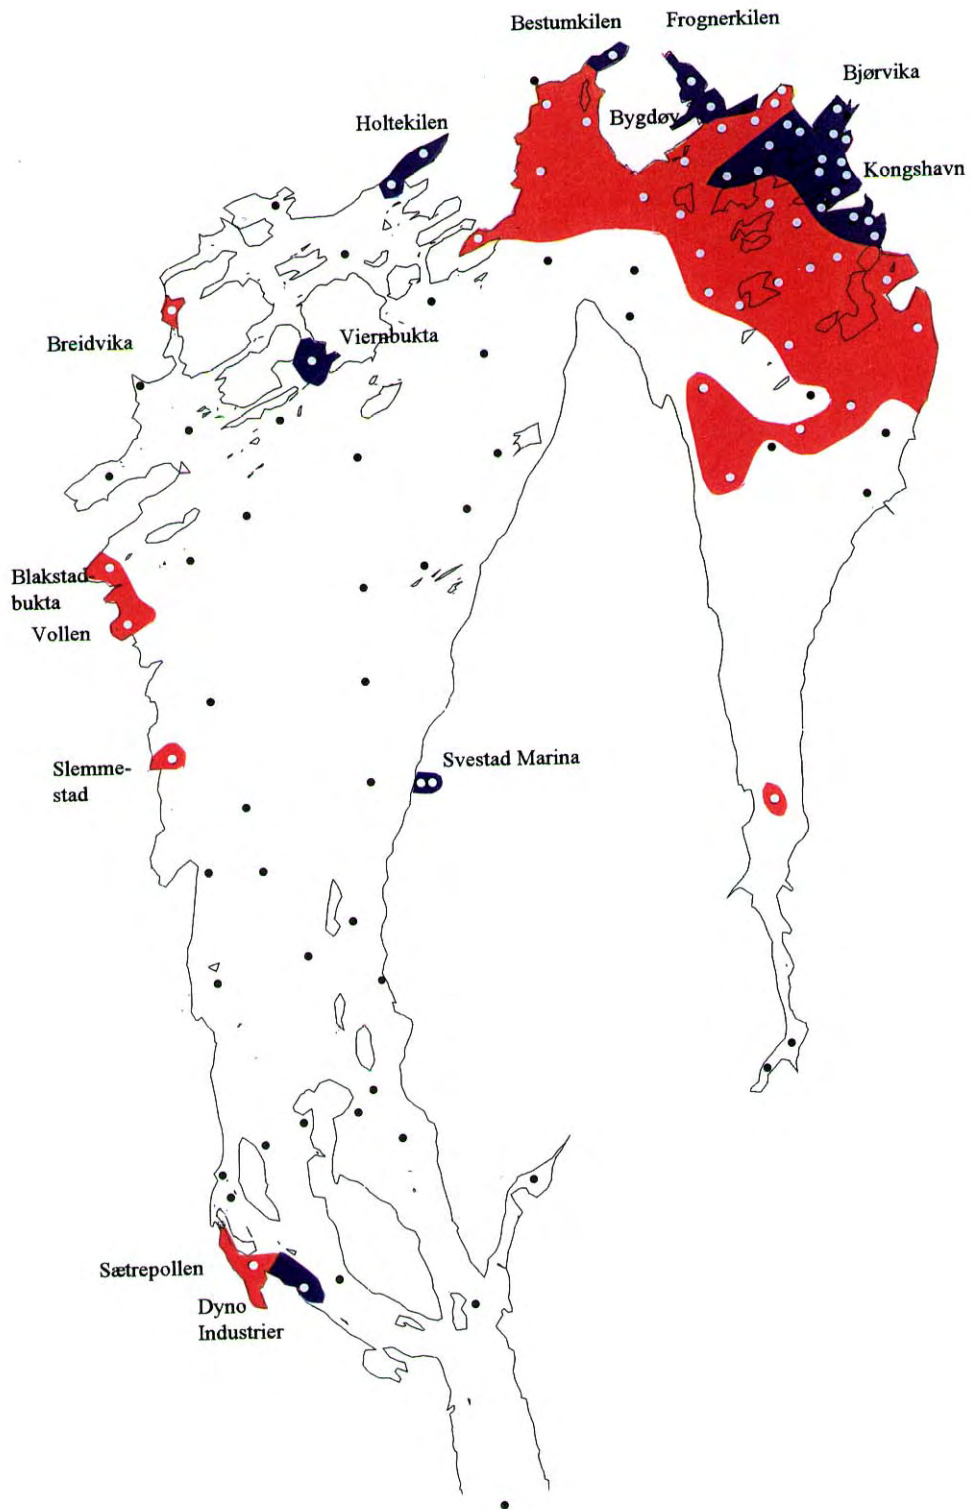 Bestumkilen
Frognerkilen
Bjørvika
Holtekilen
Bygdøy
Kongshavn
Breidvika
Viernbukta
Blakstad-
bukta
Vollen
Slemme-
stad
Svestad Marina
Sætrepollen
Dyno
Industrier